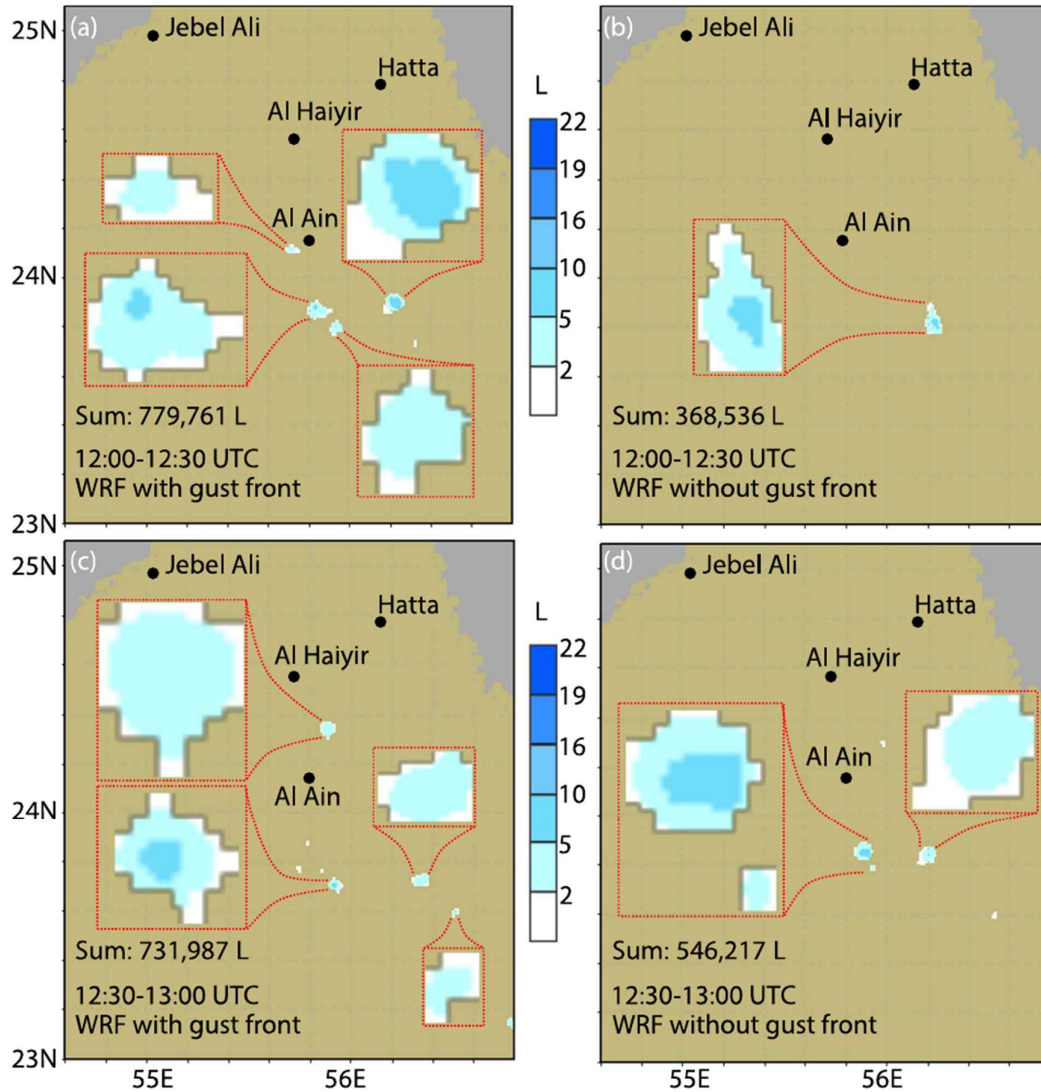 25N
(a)
Jebel Ali
Hatta
Al Haiyir
Al Ain
24N
Sum: 779,761 L
12:00-12:30 UTC
WRF with gust front
23N
L
22
19
16
10
5
2
(b)
Jebel Ali
Hatta
Al Haiyir
Al Ain
Sum: 368,536 L
12:00-12:30 UTC
WRF without gust front
55E
56E
25N
(c)
Jebel Ali
Hatta
Al Haiyir
Al Ain
24N
Sum: 731,987 L
12:30-13:00 UTC
WRF with gust front
23N
55E
56E
L
22
19
16
10
5
2
(d)
Jebel Ali
Hatta
Al Haiyir
Al Ain
Sum: 546,217 L
12:30-13:00 UTC
WRF without gust front